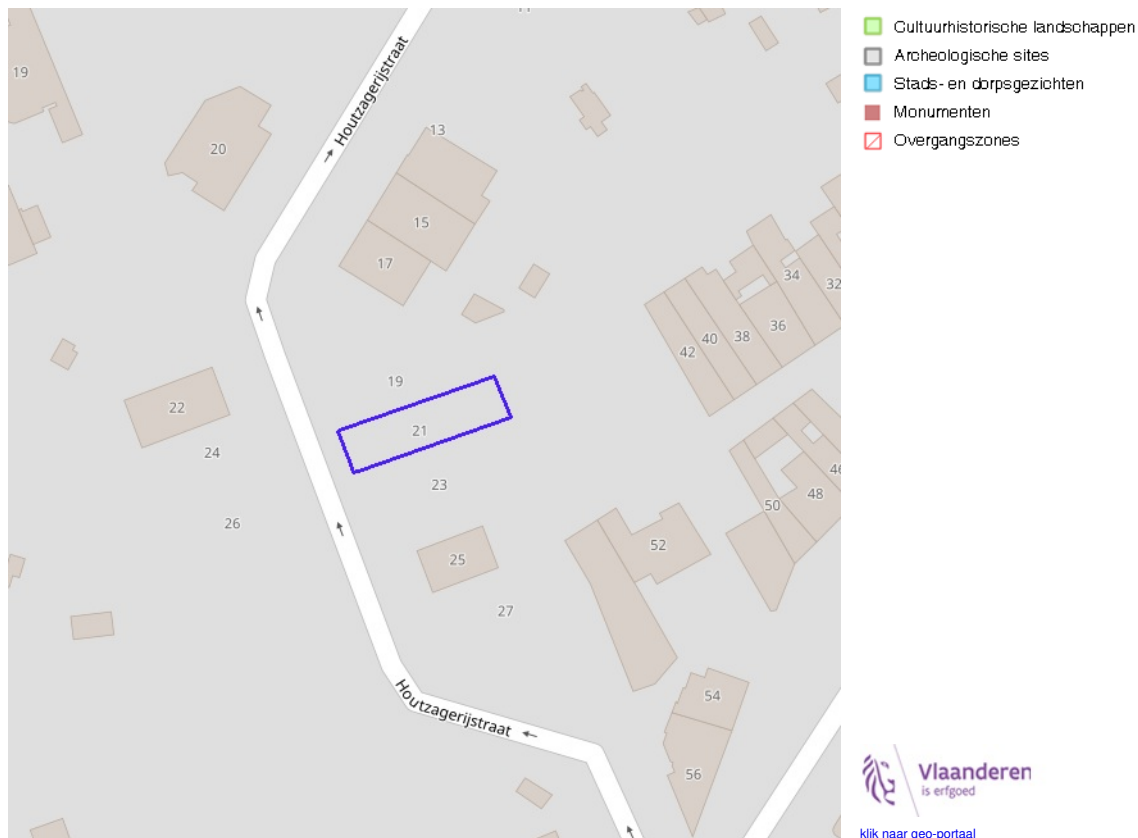 19
20
Houtzagerijstraat
13
15
17
34
32
36
38
40
42
19
22
21
24
23
50
48
46
26
52
25
27
Houtzagerijstraat
54
56
Cultuurhistorische landschappen
Archeologische sites
Stads- en dorpsgezichten
Monumenten
Overgangszones
Vlaanderen
is erfgoed
klik naar geo-portaal